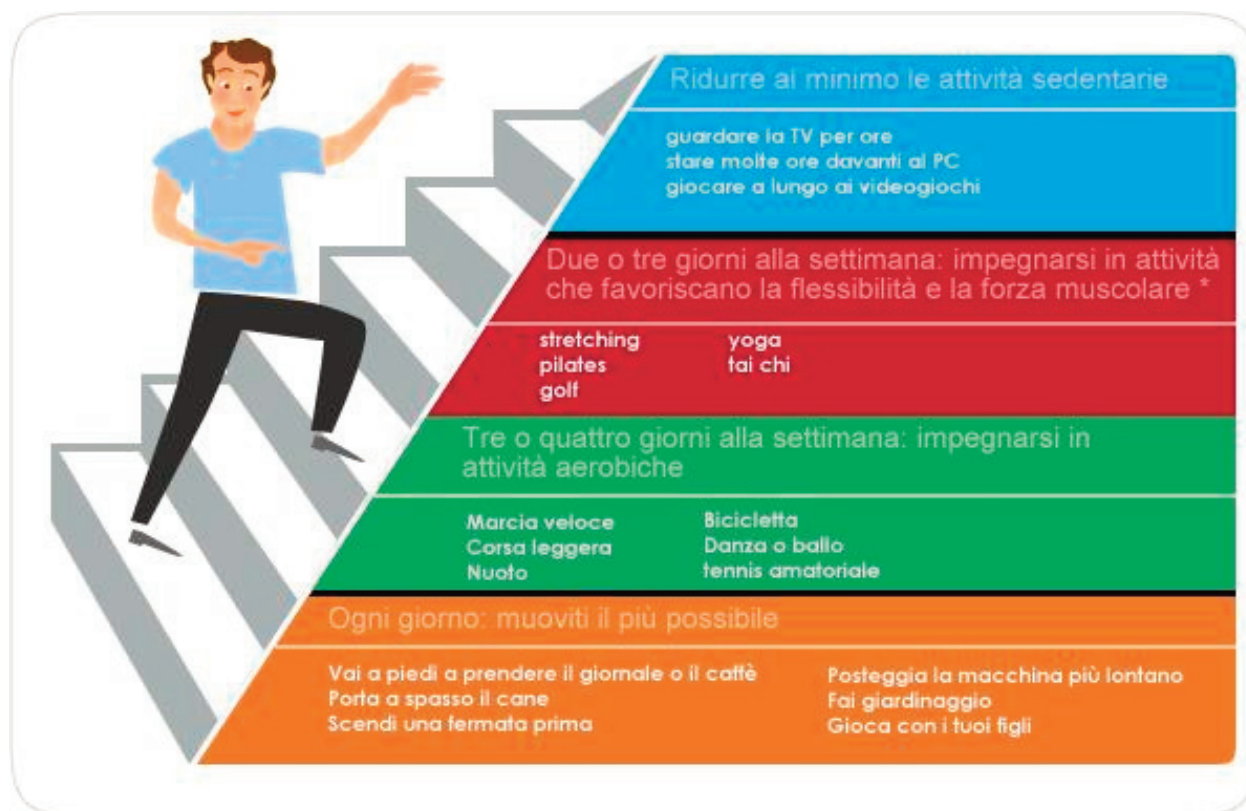 Ridurre al minimo le attività sedentarie
guardare la TV per ore
stare molte ore davanti al PC
giocare a lungo ai videogiochi
Due o tre giorni alla settimana: impegnarsi in attività
che favoriscano la flessibilità e la forza muscolare *
stretching
pilates
golf
yoga
tai chi
Tre o quattro giorni alla settimana: impegnarsi in
attività aerobiche
Marcia veloce
Corsa leggera
Nuoto
Bicicletta
Danza o ballo
tennis amatoriale
Ogni giorno: muoviti il più possibile
Vai a piedi a prendere il giornale o il caffè
Porta a spasso il cane
Scendi una fermata prima
Posteggia la macchina più lontano
Fai giardinaggio
Gioca con i tuoi figli